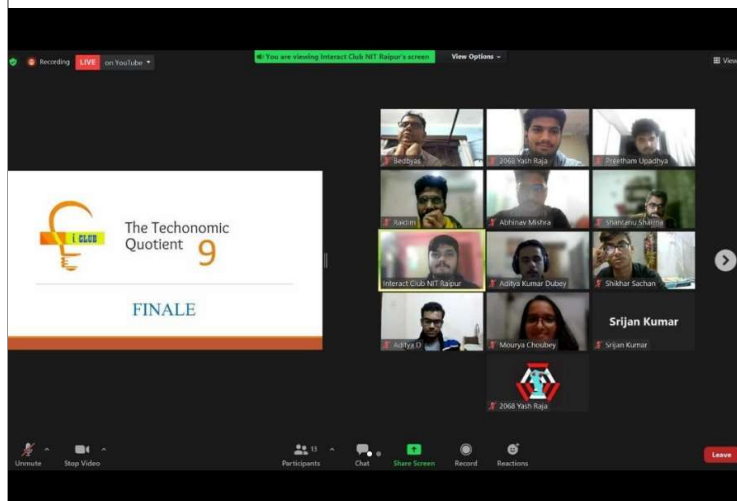 Recording LIVE on YouTube
You are viewing Interact Club NIT Raipur's screen
View Options
View
i CLUB
The Techonomic
Quotient 9
FINALE
Bedbyas
2068 Yash Raja
Preetham Upadhya
Raktim
Abhinav Mishra
Shantanu Sharma
Interact Club NIT Raipur
Aditya Kumar Dubey
Shikhar Sachan
Aditya D
Mourya Choubey
Srijan Kumar
Srijan Kumar
2068 Yash Raja
Unmute
Stop Video
13
Participants
Chat
Share Screen
Record
Reactions
Leave